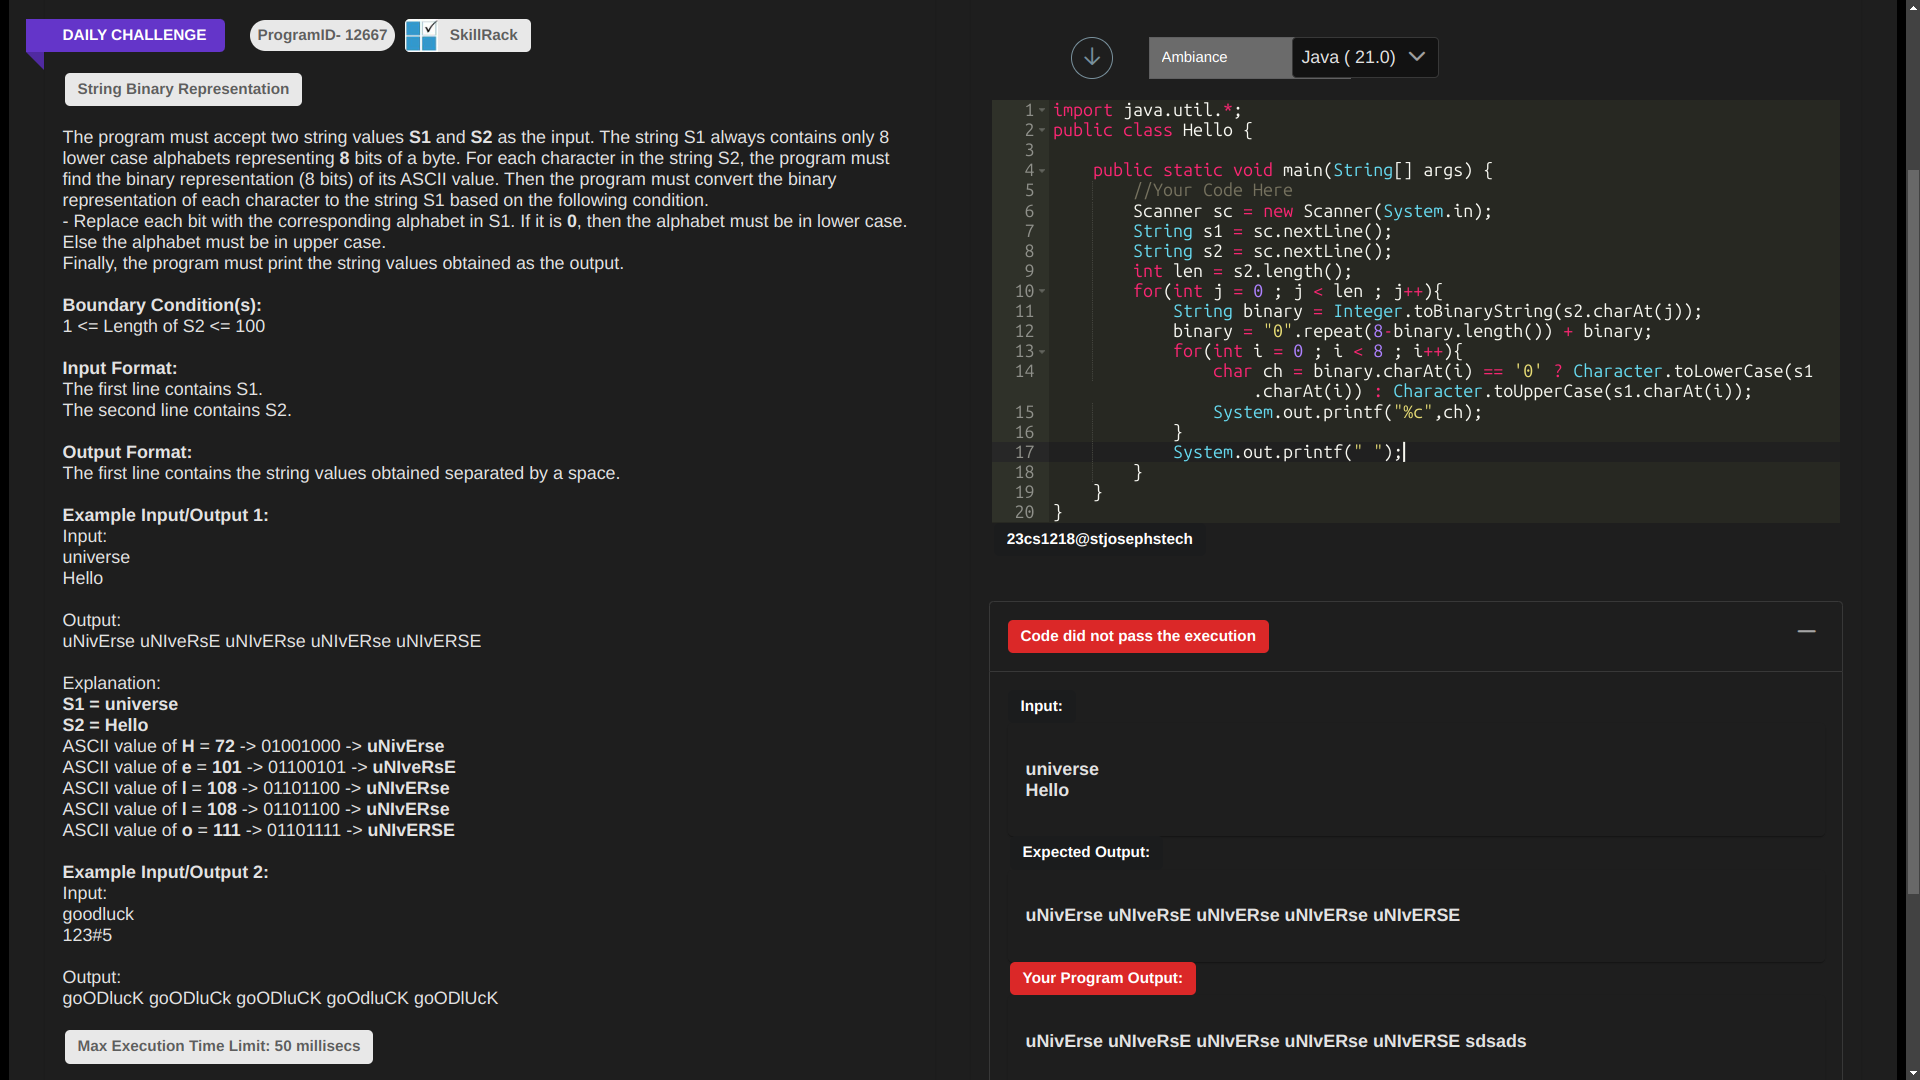 DAILY CHALLENGE
ProgramID- 12667
SkillRack
String Binary Representation
The program must accept two string values S1 and S2 as the input. The string S1 always contains only 8
lower case alphabets representing 8 bits of a byte. For each character in the string S2, the program must
find the binary representation (8 bits) of its ASCII value. Then the program must convert the binary
representation of each character to the string S1 based on the following condition.
- Replace each bit with the corresponding alphabet in S1. If it is 0, then the alphabet must be in lower case.
Else the alphabet must be in upper case.
Finally, the program must print the string values obtained as the output.
Boundary Condition(s):
1 <= Length of S2 <= 100
Input Format:
The first line contains S1.
The second line contains S2.
Output Format:
The first line contains the string values obtained separated by a space.
Example Input/Output 1:
Input:
universe
Hello
Output:
uNivErse uNIveRsE uNIvERse uNIvERse uNIvERSE
Explanation:
S1 = universe
S2 = Hello
ASCII value of H = 72 -> 01001000 -> uNivErse
ASCII value of e = 101 -> 01100101 -> uNIveRsE
ASCII value of l = 108 -> 01101100 -> uNIvERse
ASCII value of l = 108 -> 01101100 -> uNIvERse
ASCII value of o = 111 -> 01101111 -> uNIvERSE
Example Input/Output 2:
Input:
goodluck
123#5
Output:
goODlucK goODluCk goODluCK goOdluCK goODlUcK
Max Execution Time Limit: 50 millisecs
Ambiance
Java ( 21.0)
1 import java.util.*;
2 public class Hello {
3
4 public static void main(String[] args) {
5 //Your Code Here
6 Scanner sc = new Scanner(System.in);
7 String s1 = sc.nextLine();
8 String s2 = sc.nextLine();
9 int len = s2.length();
10 for(int j = 0 ; j < len ; j++){
11 String binary = Integer.toBinaryString(s2.charAt(j));
12 binary = "0".repeat(8-binary.length()) + binary;
13 for(int i = 0 ; i < 8 ; i++){
14 char ch = binary.charAt(i) == '0' ? Character.toLowerCase(s1
.charAt(i)) : Character.toUpperCase(s1.charAt(i));
15 System.out.printf("%c",ch);
16 }
17 System.out.printf(" ");
18 }
19 }
20 }
23cs1218@stjosephstech
Code did not pass the execution
Input:
universe
Hello
Expected Output:
uNivErse uNIveRsE uNIvERse uNIvERse uNIvERSE
Your Program Output:
uNivErse uNIveRsE uNIvERse uNIvERse uNIvERSE sdsads